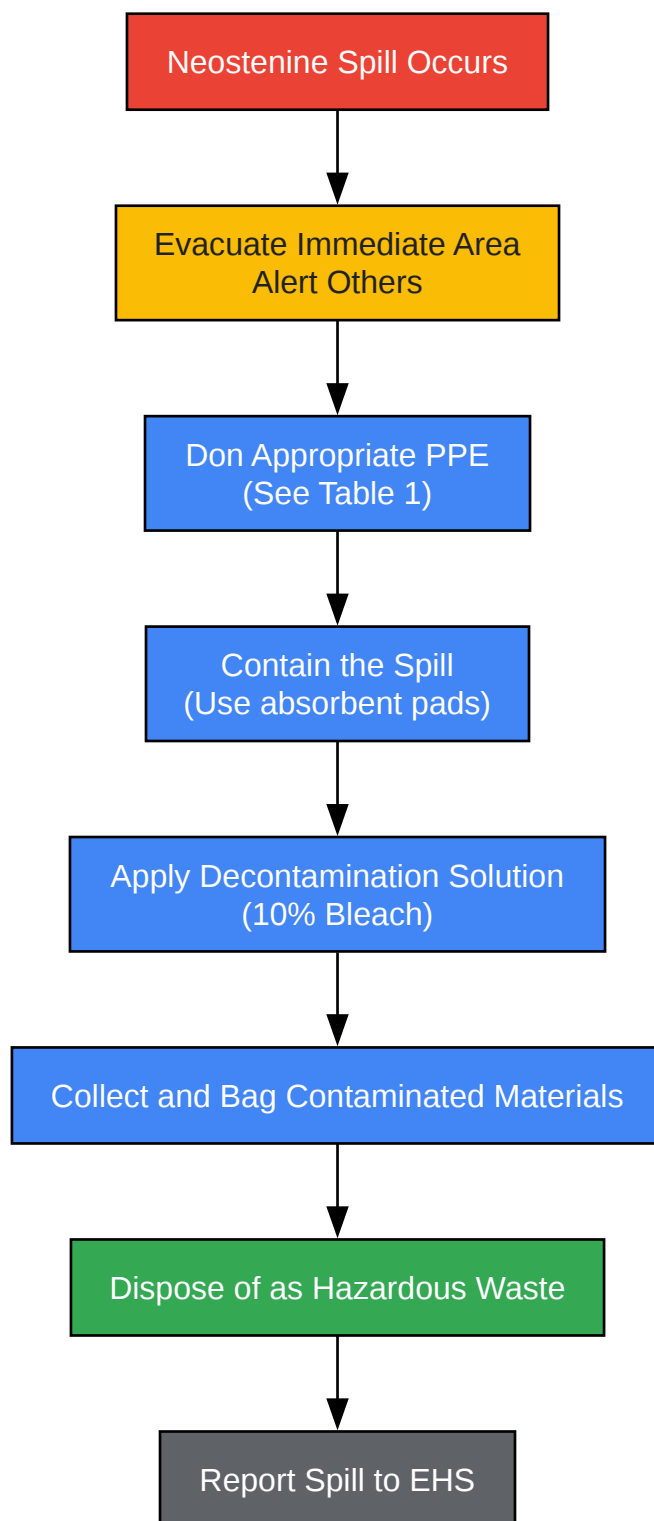 Neostenine Spill Occurs
Evacuate Immediate Area
Alert Others
Don Appropriate PPE
(See Table 1)
Contain the Spill
(Use absorbent pads)
Apply Decontamination Solution
(10% Bleach)
Collect and Bag Contaminated Materials
Dispose of as Hazardous Waste
Report Spill to EHS